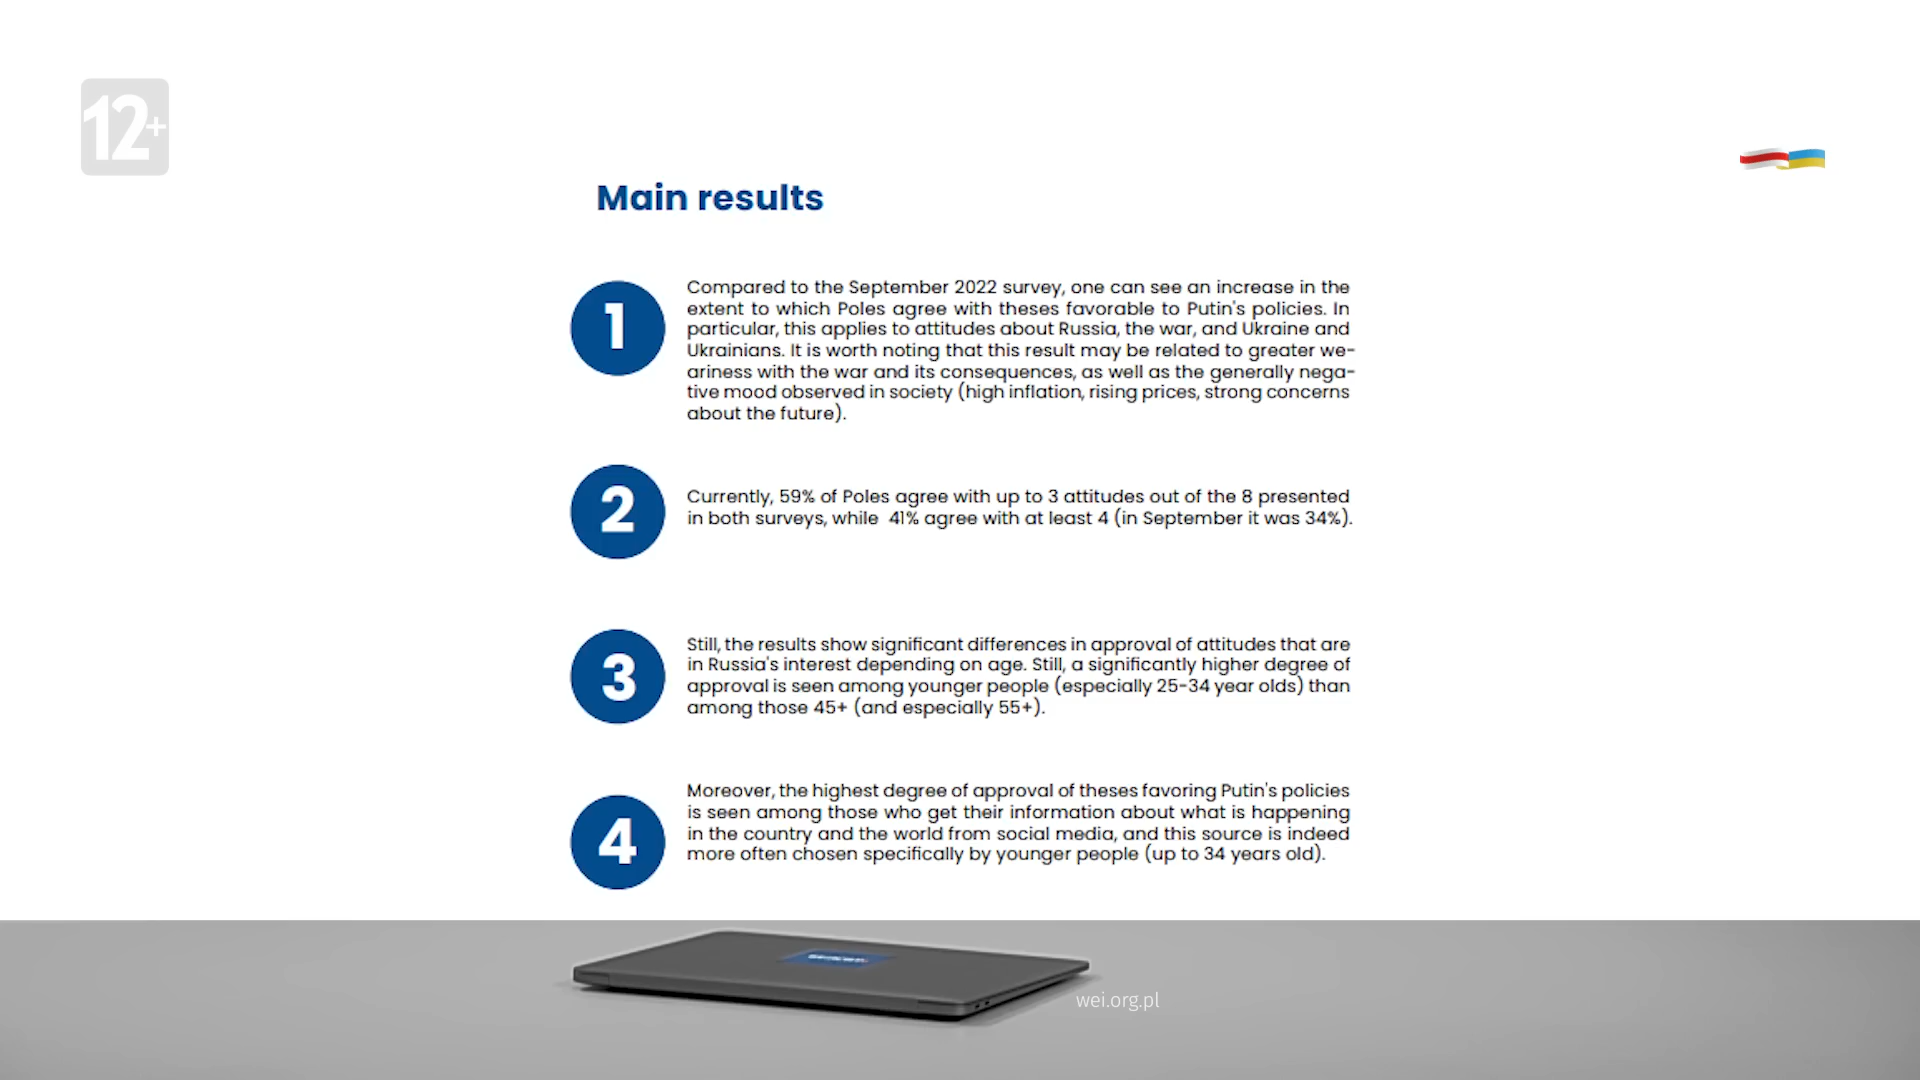 12+
Main results
1
Compared to the September 2022 survey, one can see an increase in the
extent to which Poles agree with theses favorable to Putin's policies. In
particular, this applies to attitudes about Russia, the war, and Ukraine and
Ukrainians. It is worth noting that this result may be related to greater we-
ariness with the war and its consequences, as well as the generally nega-
tive mood observed in society (high inflation, rising prices, strong concerns
about the future).
2
Currently, 59% of Poles agree with up to 3 attitudes out of the 8 presented
in both surveys, while 41% agree with at least 4 (in September it was 34%).
3
Still, the results show significant differences in approval of attitudes that are
in Russia's interest depending on age. Still, a significantly higher degree of
approval is seen among younger people (especially 25-34 year olds) than
among those 45+ (and especially 55+).
4
Moreover, the highest degree of approval of theses favoring Putin's policies
is seen among those who get their information about what is happening
in the country and the world from social media, and this source is indeed
more often chosen specifically by younger people (up to 34 years old).
wei.org.pl